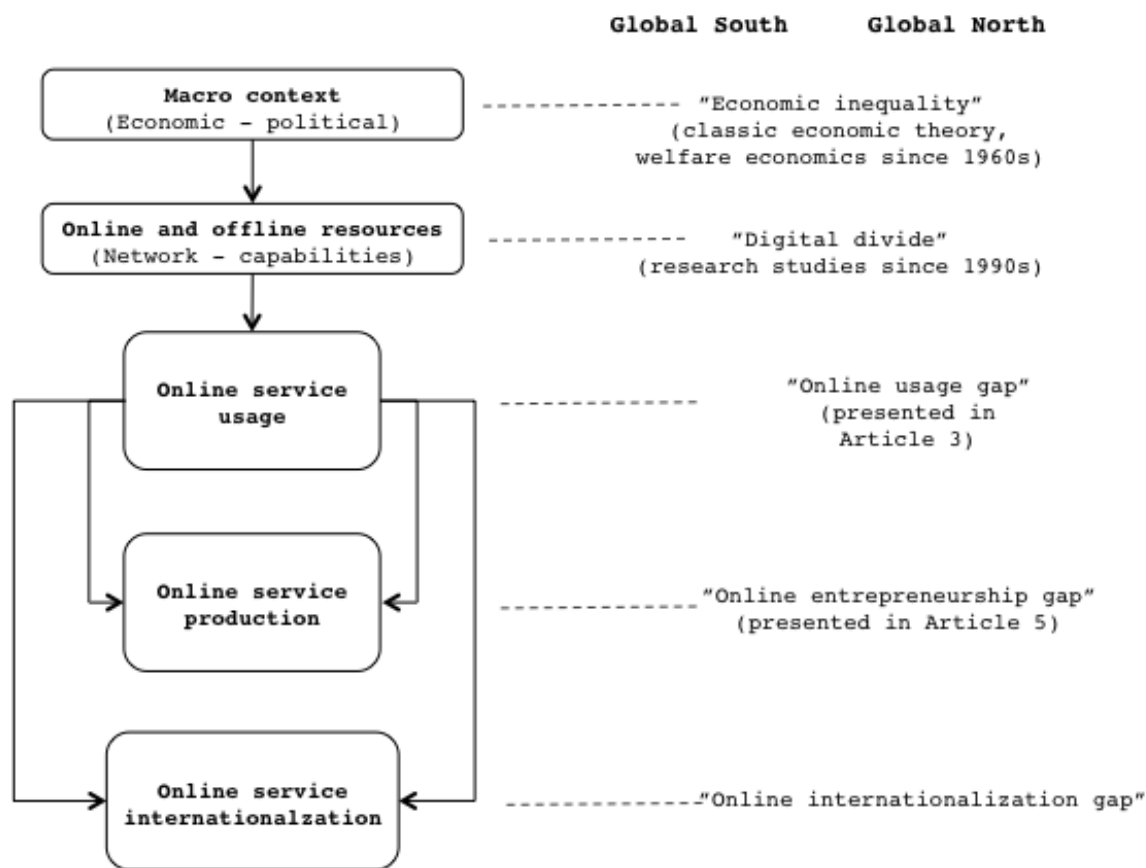 Global South Global North
Macro context
(Economic – political)
"Economic inequality"
(classic economic theory,
welfare economics since 1960s)
Online and offline resources
(Network – capabilities)
"Digital divide"
(research studies since 1990s)
Online service
usage
"Online usage gap"
(presented in
Article 3)
Online service
production
"Online entrepreneurship gap"
(presented in Article 5)
Online service
internationalzation
"Online internationalization gap"